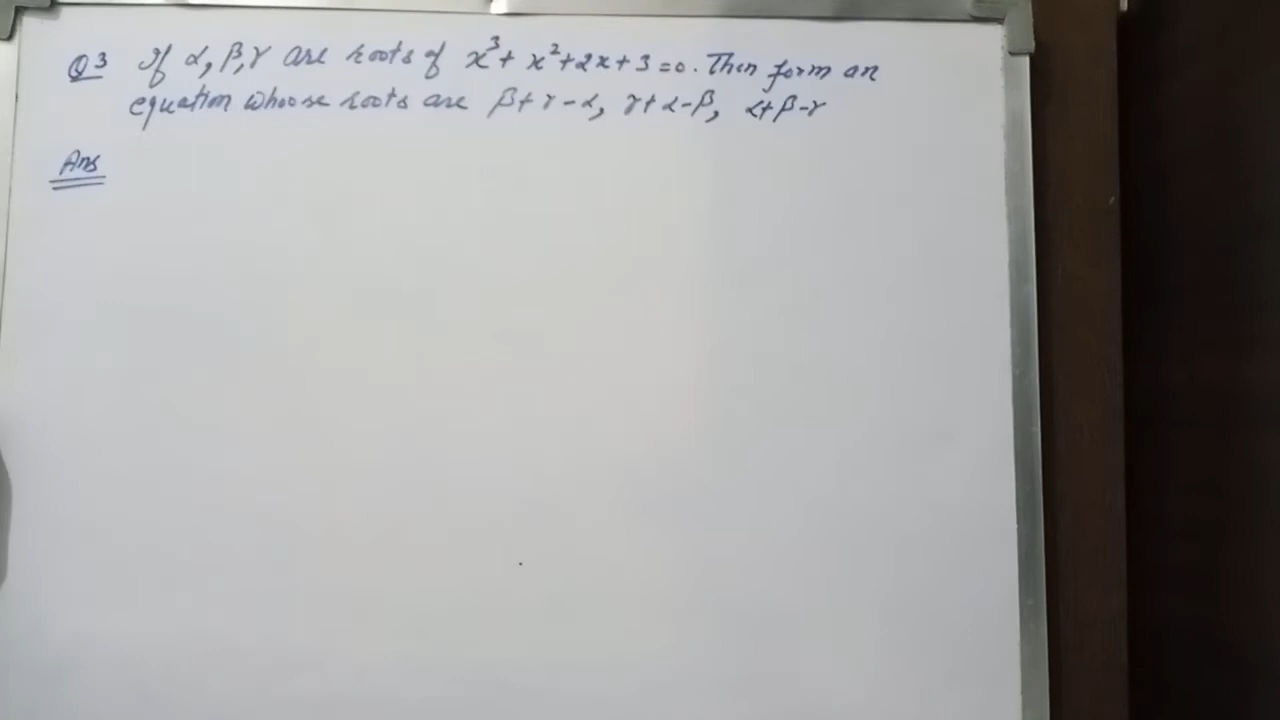 Q3 If α, β, γ are roots of x³ + x² + 2x + 3 = 0. Then form an
equation whose roots are β + γ - α, γ + α - β, α + β - γ
Ans